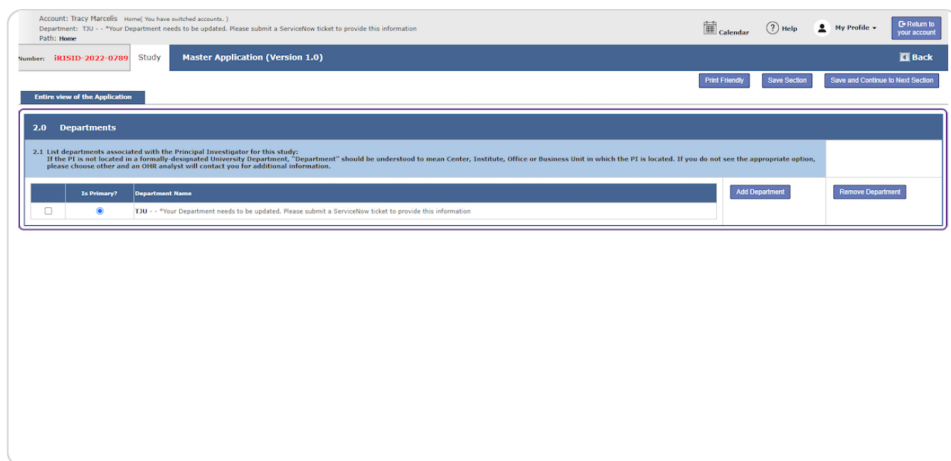 Account: Tracy Marcelis Home( You have switched accounts. )
Department: TJU - - *Your Department needs to be updated. Please submit a ServiceNow ticket to provide this information
Path: Home
Calendar
? Help
My Profile
Return to
your account
Number: iRISID-2022-0789
Study
Master Application (Version 1.0)
Back
Print Friendly
Save Section
Save and Continue to Next Section
Entire view of the Application
2.0 Departments
2.1 List departments associated with the Principal Investigator for this study:
If the PI is not located in a formally-designated University Department, "Department" should be understood to mean Center, Institute, Office or Business Unit in which the PI is located. If you do not see the appropriate option,
please choose other and an OHR analyst will contact you for additional information.
Is Primary?
Department Name
Add Department
Remove Department
TJU - - *Your Department needs to be updated. Please submit a ServiceNow ticket to provide this information